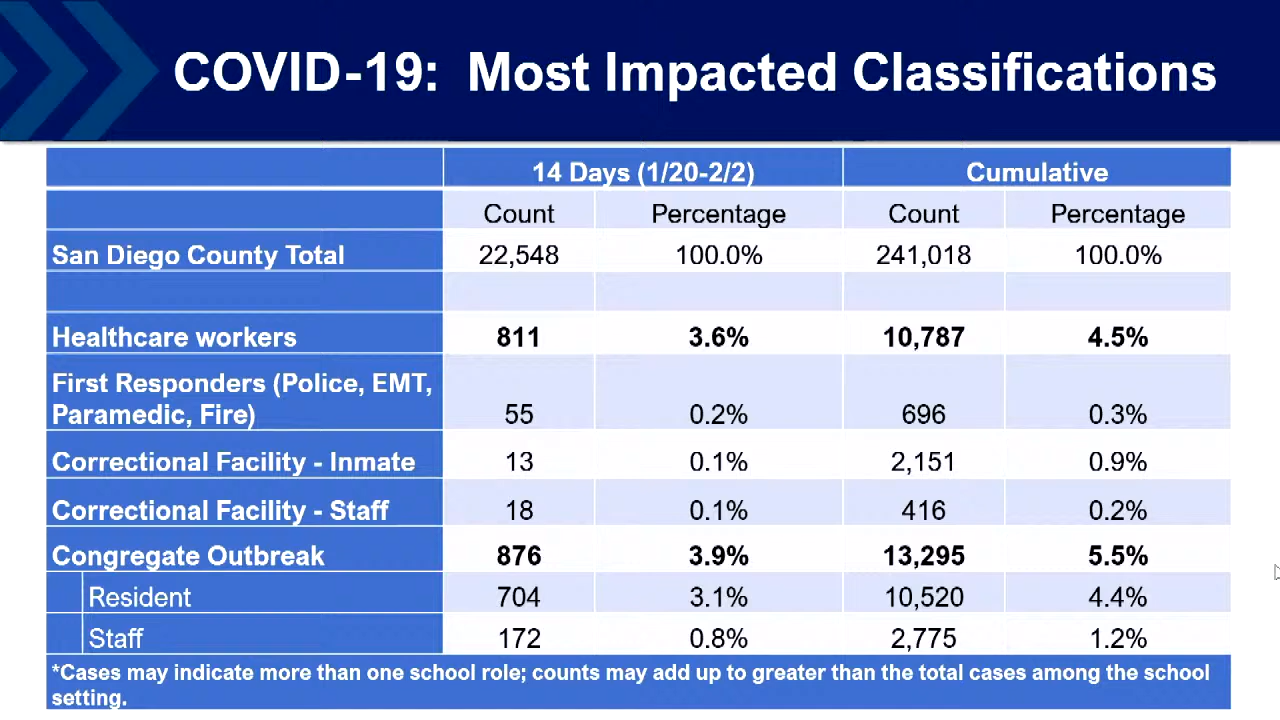 COVID-19: Most Impacted Classifications
14 Days (1/20-2/2) Cumulative
Count Percentage Count Percentage
San Diego County Total 22,548 100.0% 241,018 100.0%
Healthcare workers 811 3.6% 10,787 4.5%
First Responders (Police, EMT,
Paramedic, Fire) 55 0.2% 696 0.3%
Correctional Facility - Inmate 13 0.1% 2,151 0.9%
Correctional Facility - Staff 18 0.1% 416 0.2%
Congregate Outbreak 876 3.9% 13,295 5.5%
Resident 704 3.1% 10,520 4.4%
Staff 172 0.8% 2,775 1.2%
*Cases may indicate more than one school role; counts may add up to greater than the total cases among the school
setting.